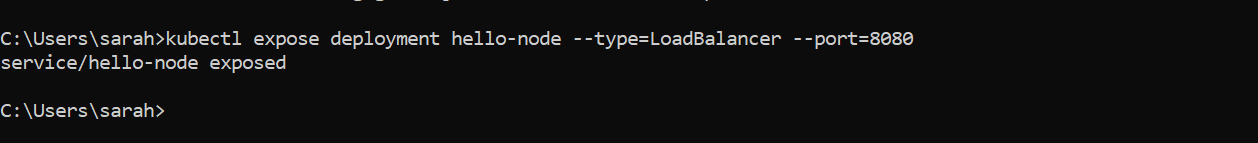 C:\Users\sarah>kubectl expose deployment hello-node --type=LoadBalancer --port=8080
service/hello-node exposed
C:\Users\sarah>